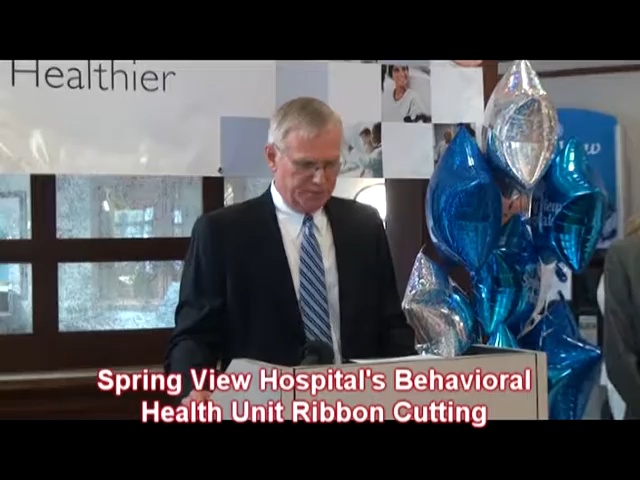 Healthier
Spring View Hospital's Behavioral
Health Unit Ribbon Cutting